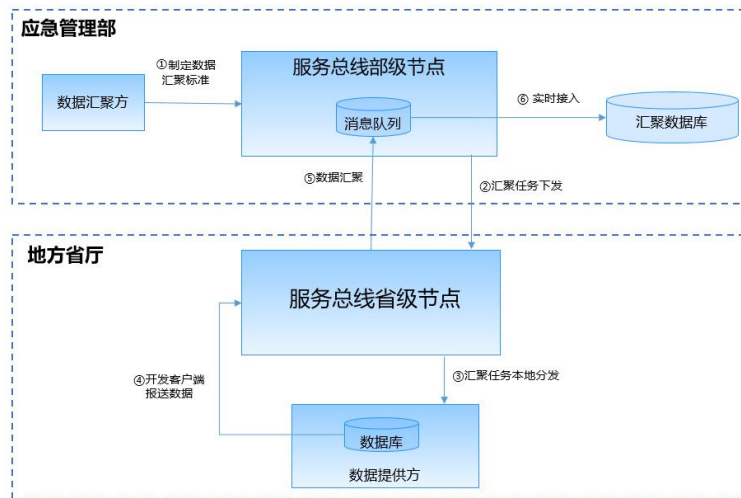 应急管理部
①制定数据
汇聚标准
服务总线部级节点
数据汇聚方
消息队列
⑥ 实时接入
汇聚数据库
⑤数据汇聚
②汇聚任务下发
地方省厅
服务总线省级节点
④开发客户端
报送数据
③汇聚任务本地分发
数据库
数据提供方